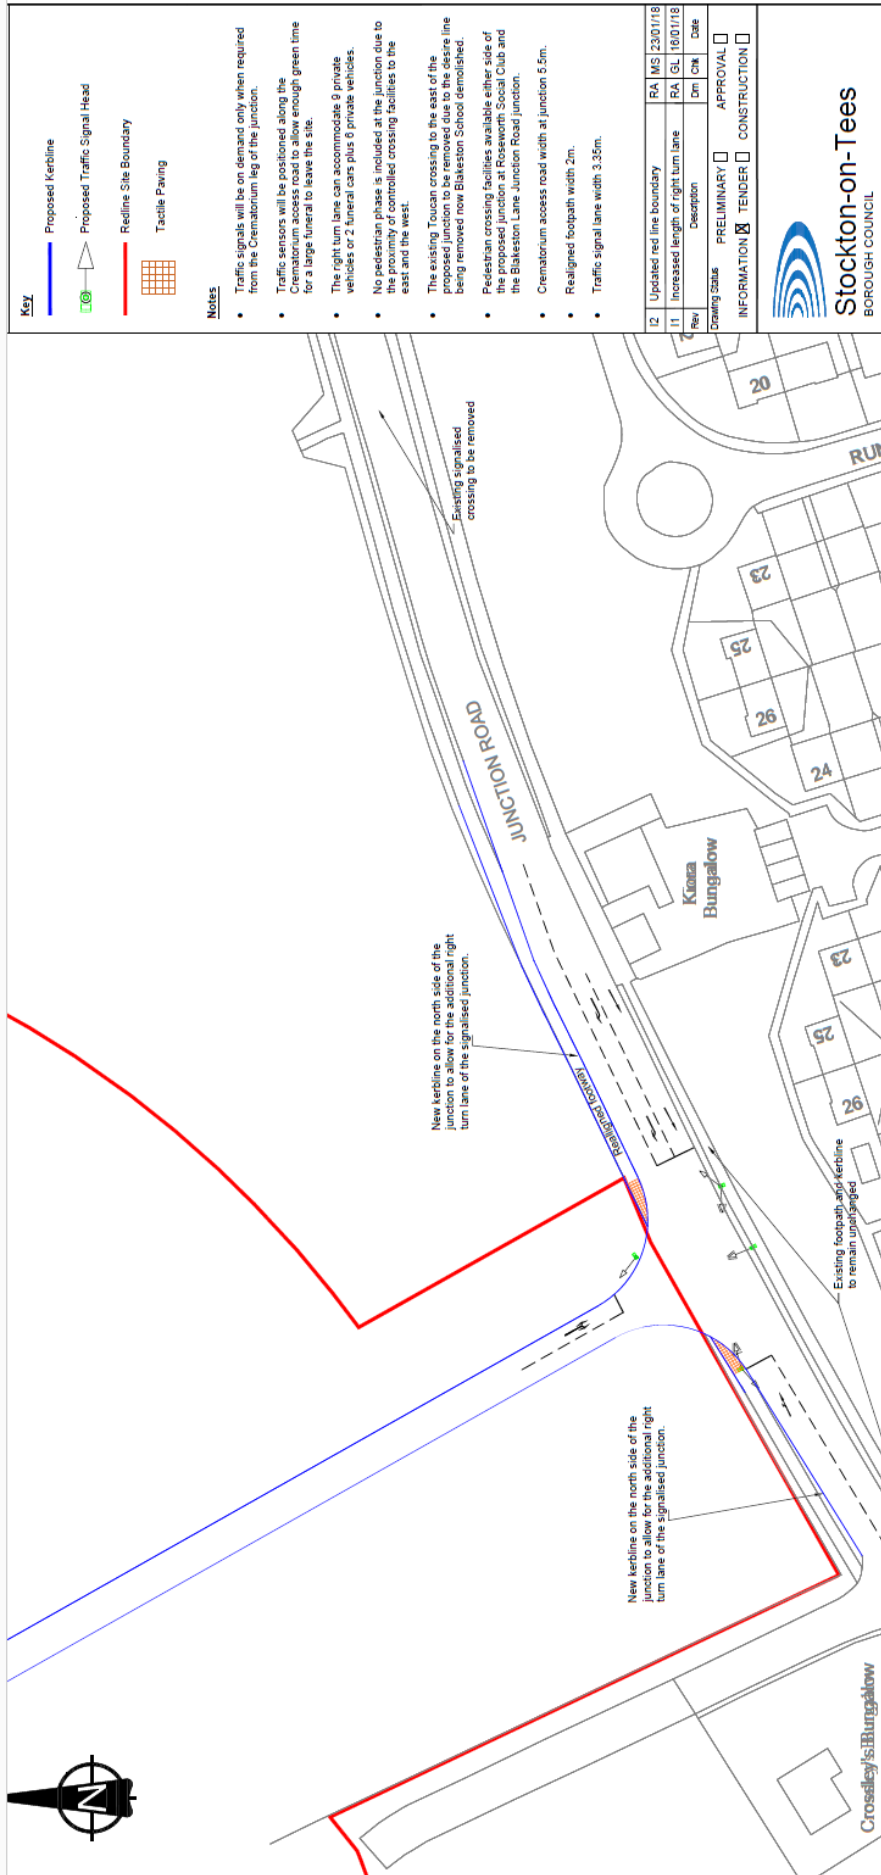 Key
Proposed Kerbline
Proposed Traffic Signal Head
Redline Site Boundary
Tactile Paving
Notes
• Traffic signals will be on demand only when required
from the Crematorium leg of the junction.
• Traffic sensors will be positioned along the
Crematorium access road to allow enough green time
for a large funeral to leave the site.
• The right turn lane can accommodate 9 private
vehicles or 2 funeral cars plus 6 private vehicles.
• No pedestrian phase is included at the junction due to
the proximity of controlled crossing facilities to the
east and the west.
• The existing Toucan crossing to the east of the
proposed junction to be removed due to the desire line
being removed now Blakeston School demolished.
• Pedestrian crossing facilities available either side of
the proposed junction at Roseworth Social Club and
the Blakeston Lane Junction Road junction.
• Crematorium access road width at junction 5.5m.
• Realigned footpath width 2m.
• Traffic signal lane width 3.35m.
I2 Updated red line boundary RA MS 23/01/18
I1 Increased length of right turn lane RA GL 16/01/18
Rev Description Drn Chk Date
Drawing Status
PRELIMINARY APPROVAL
INFORMATION TENDER CONSTRUCTION
Stockton-on-Tees
BOROUGH COUNCIL
N
New kerbline on the north side of the
junction to allow for the additional right
turn lane of the signalised junction.
New kerbline on the north side of the
junction to allow for the additional right
turn lane of the signalised junction.
Realigned footway
JUNCTION ROAD
Existing signalised
crossing to be removed
Existing footpath and kerbline
to remain unchanged
Kiora
Bungalow
Crossley's Bungalow
20
RUN
23
25
26
24
23
25
26